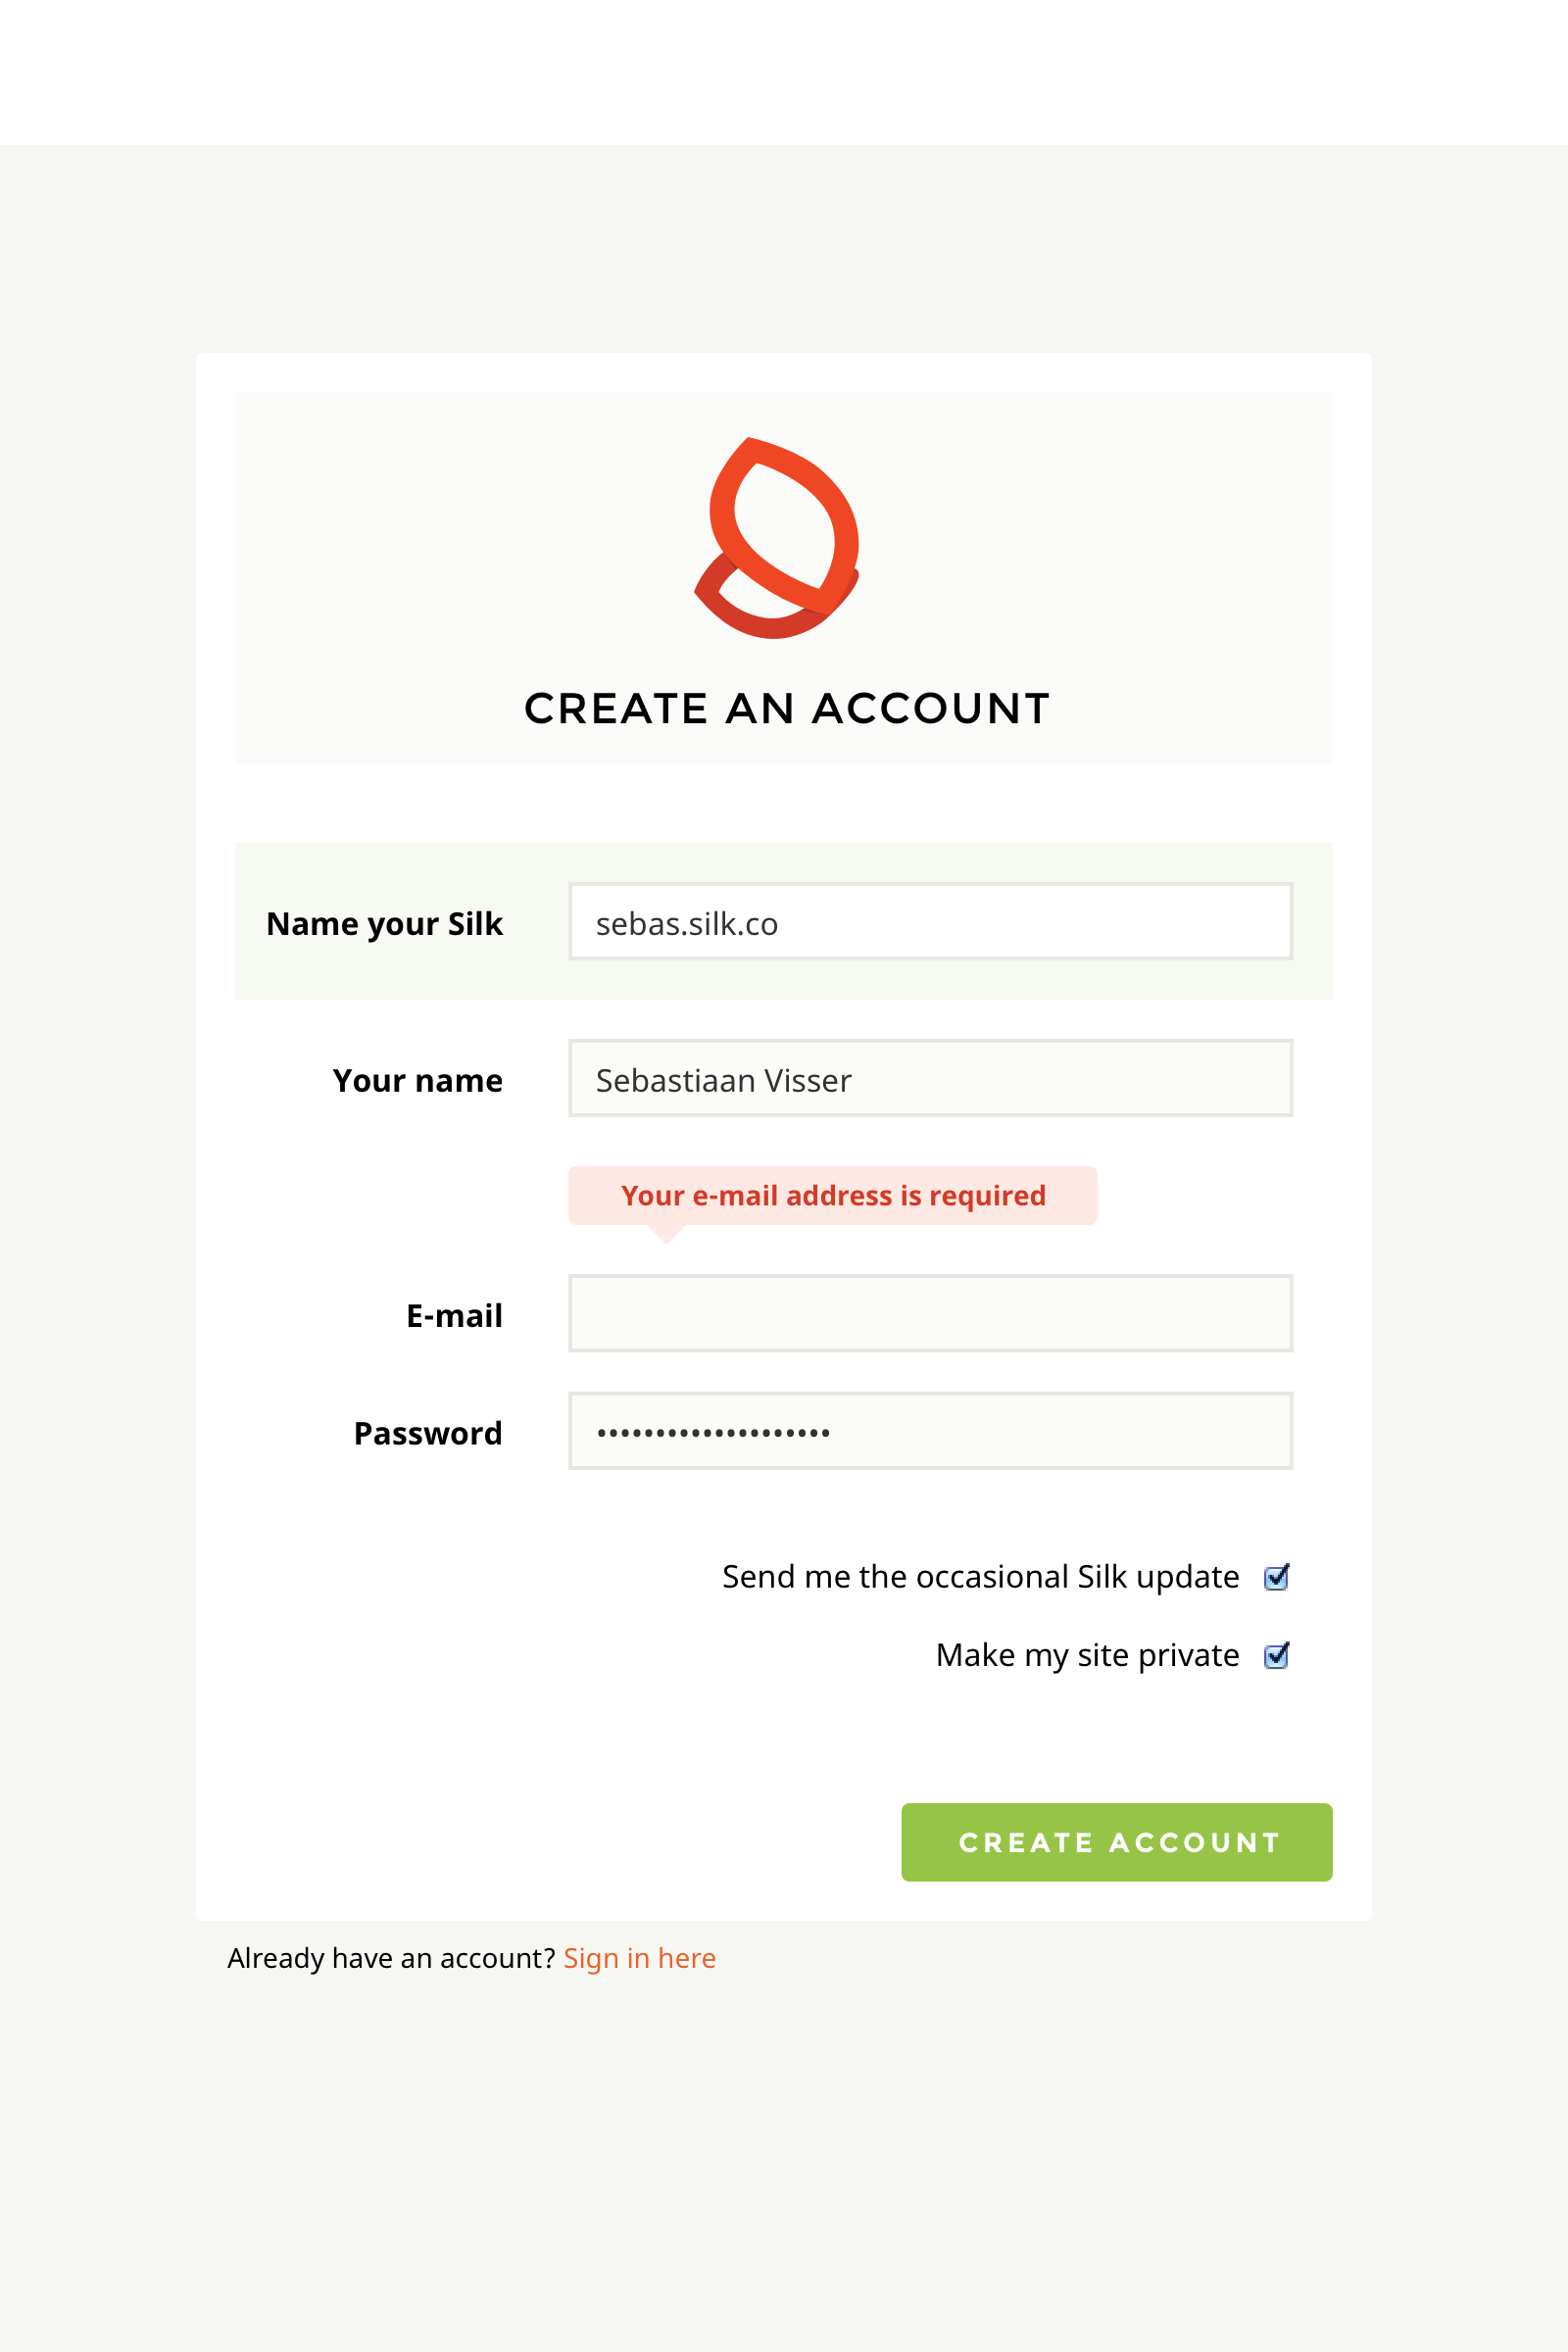 CREATE AN ACCOUNT
Name your Silk sebas.silk.co
Your name Sebastiaan Visser
Your e-mail address is required
E-mail
Password ••••••••••••••••••••
Send me the occasional Silk update
Make my site private
CREATE ACCOUNT
Already have an account? Sign in here